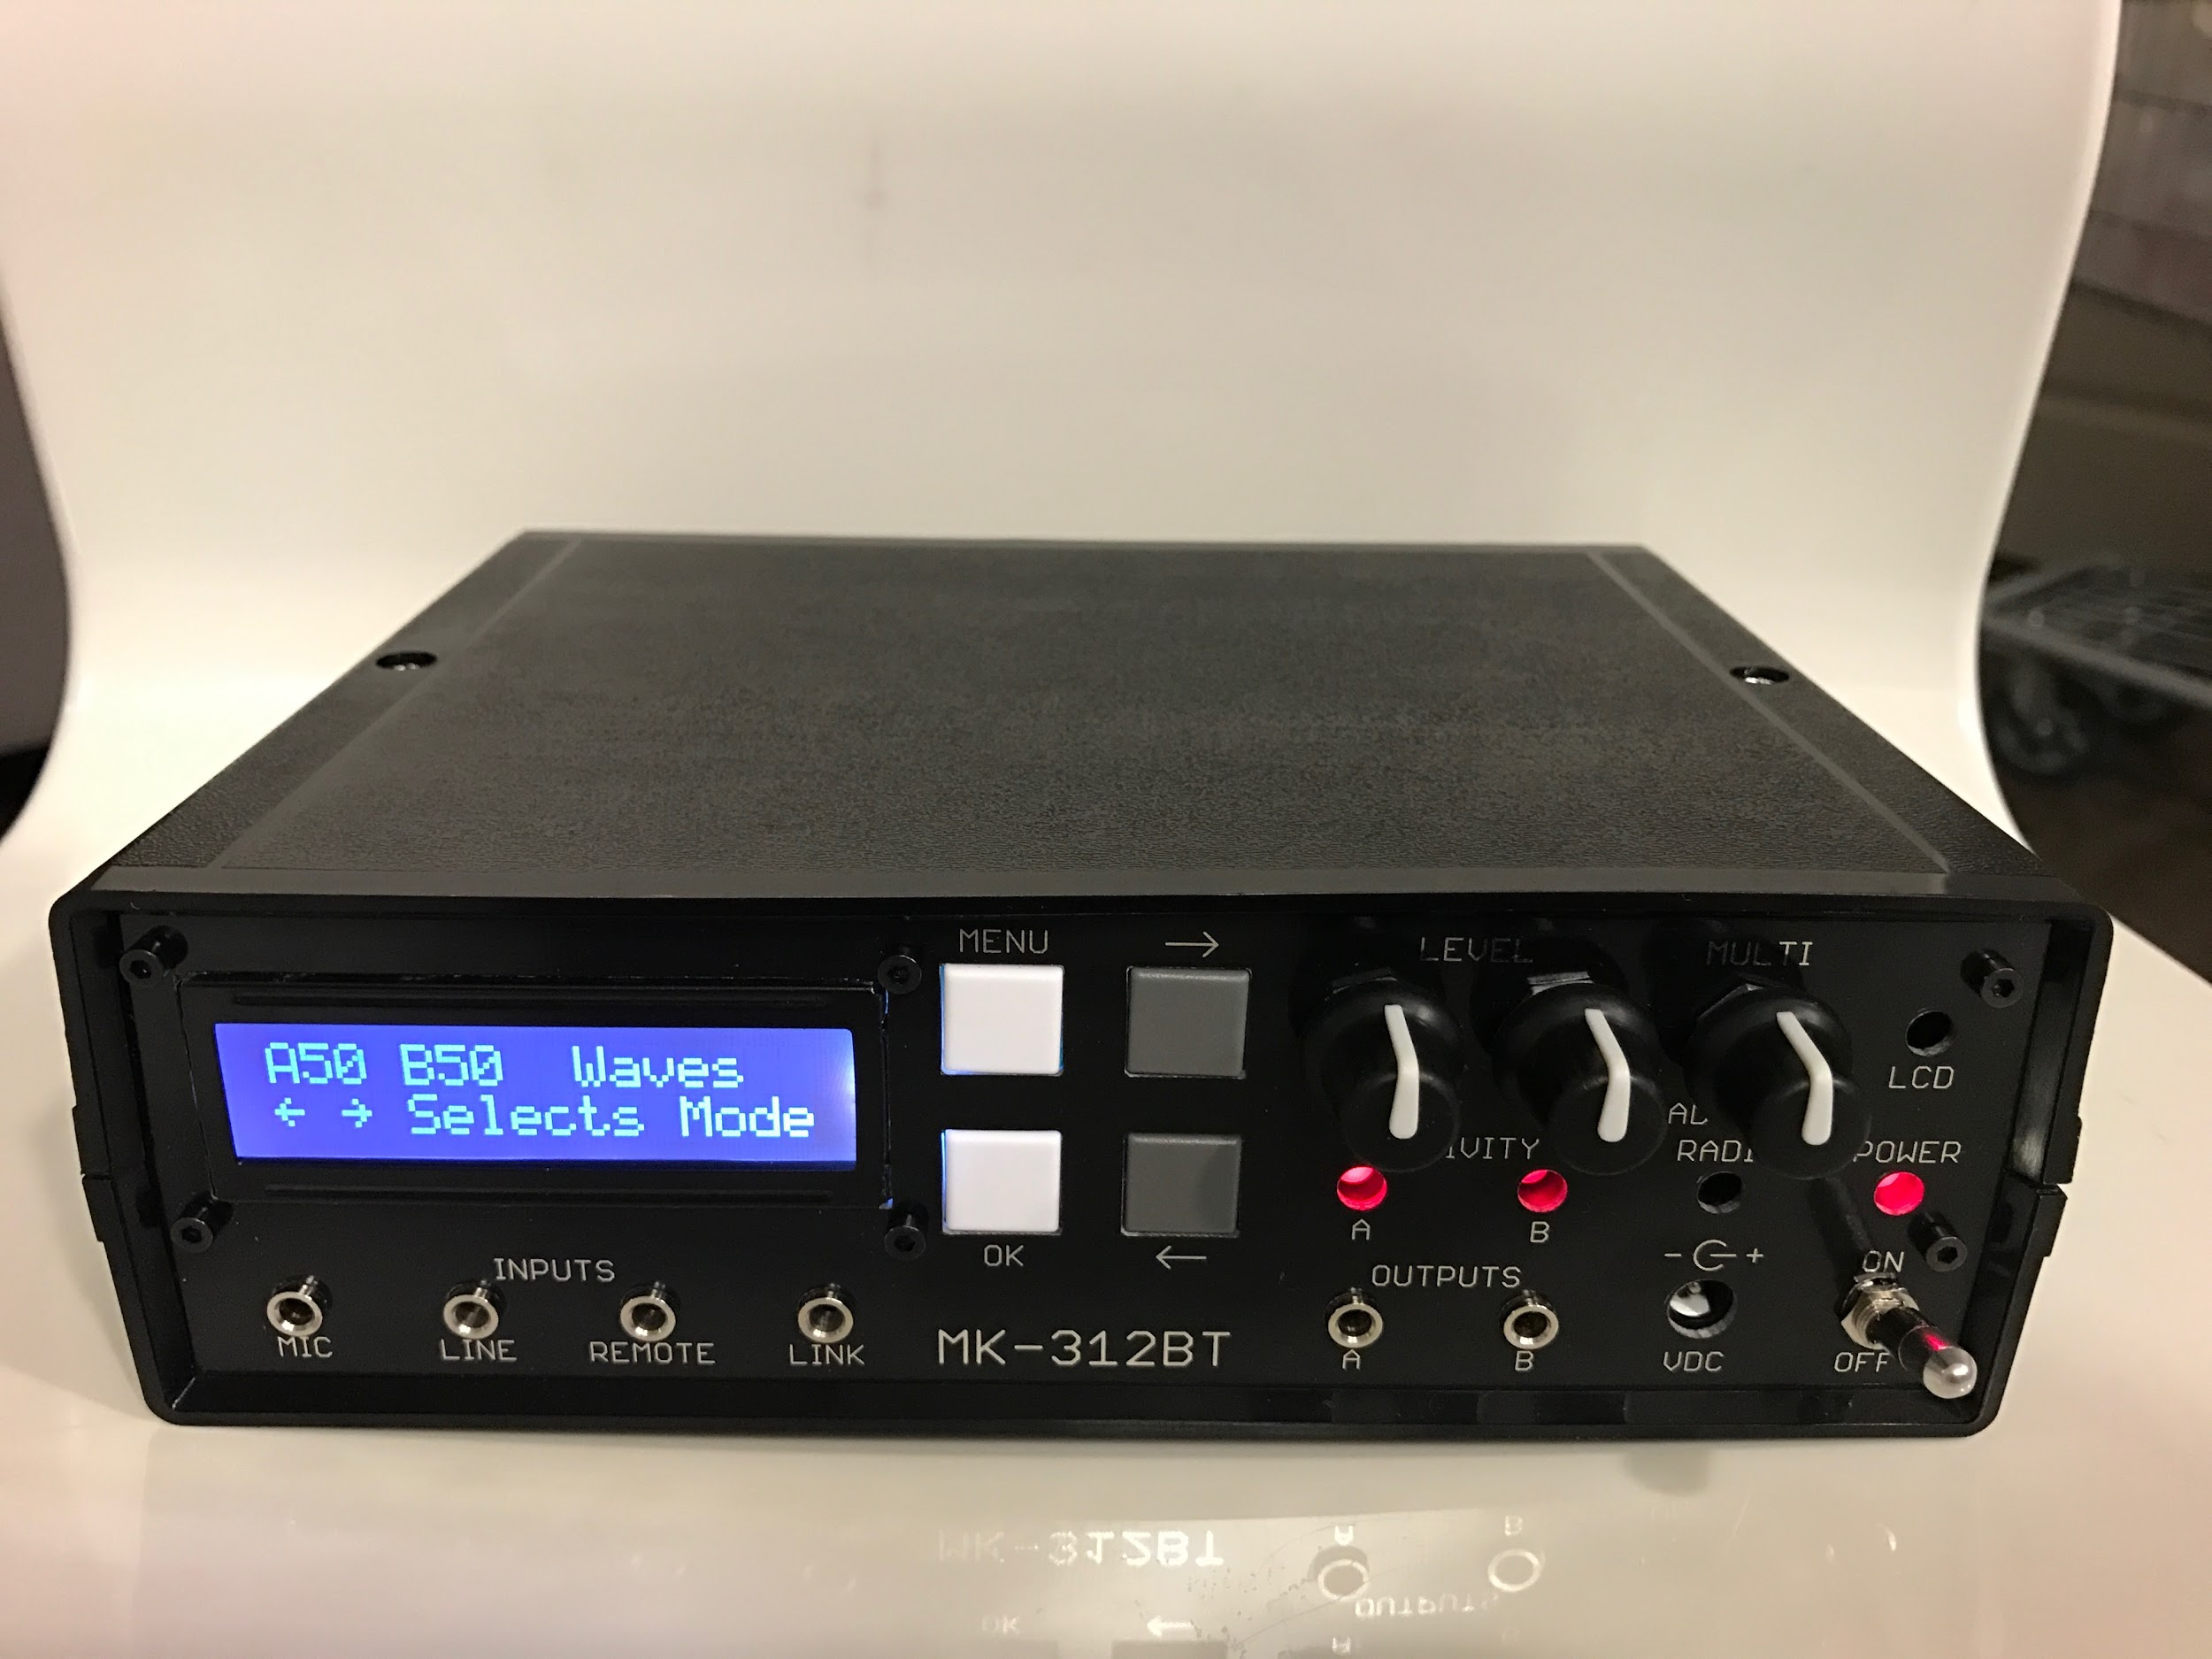 MENU →
LEVEL MULTI
A50 B50 Waves
← → Selects Mode
LCD
POWER
A B
OK ←
INPUTS
OUTPUTS
- +
ON
MIC LINE REMOTE LINK
MK-312BT
A B
VDC
OFF